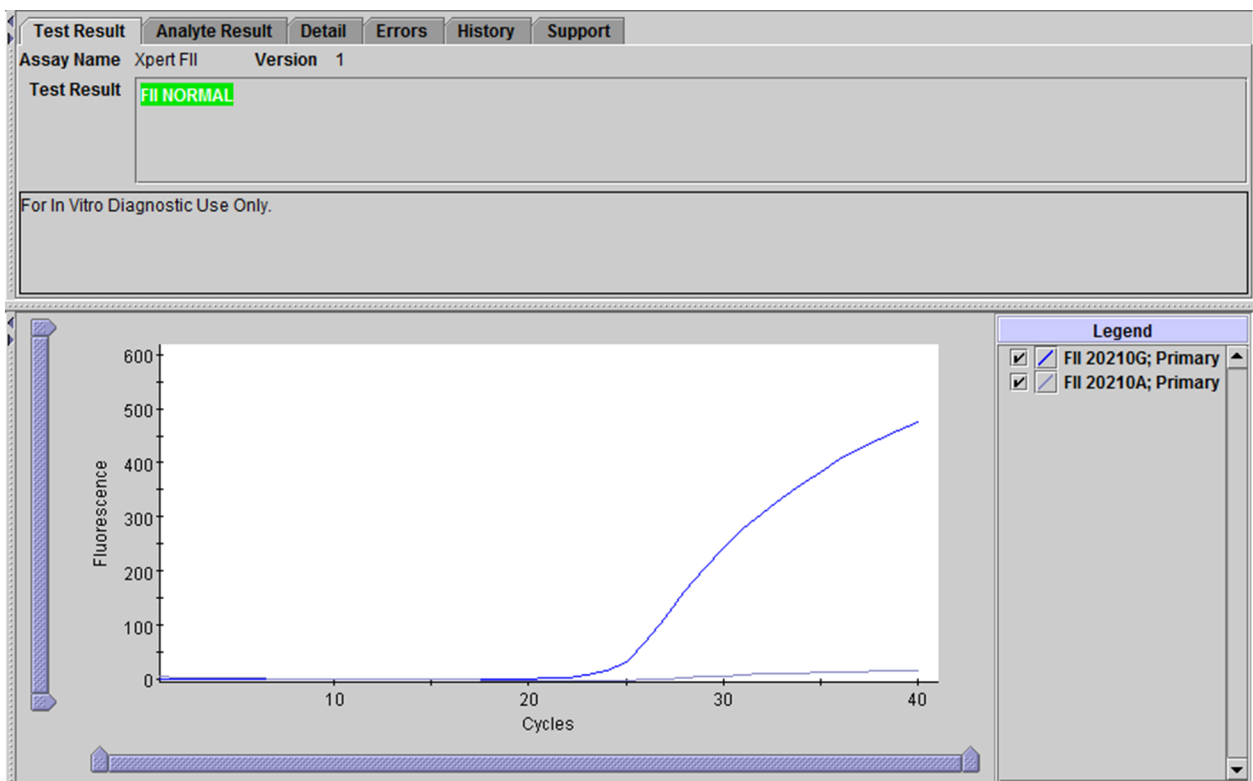 Test Result Analyte Result Detail Errors History Support
Assay Name Xpert FII Version 1
Test Result FII NORMAL
For In Vitro Diagnostic Use Only.
Legend
FII 20210G; Primary
FII 20210A; Primary
600
500
400
300
200
100
0
Fluorescence
10 20 30 40
Cycles